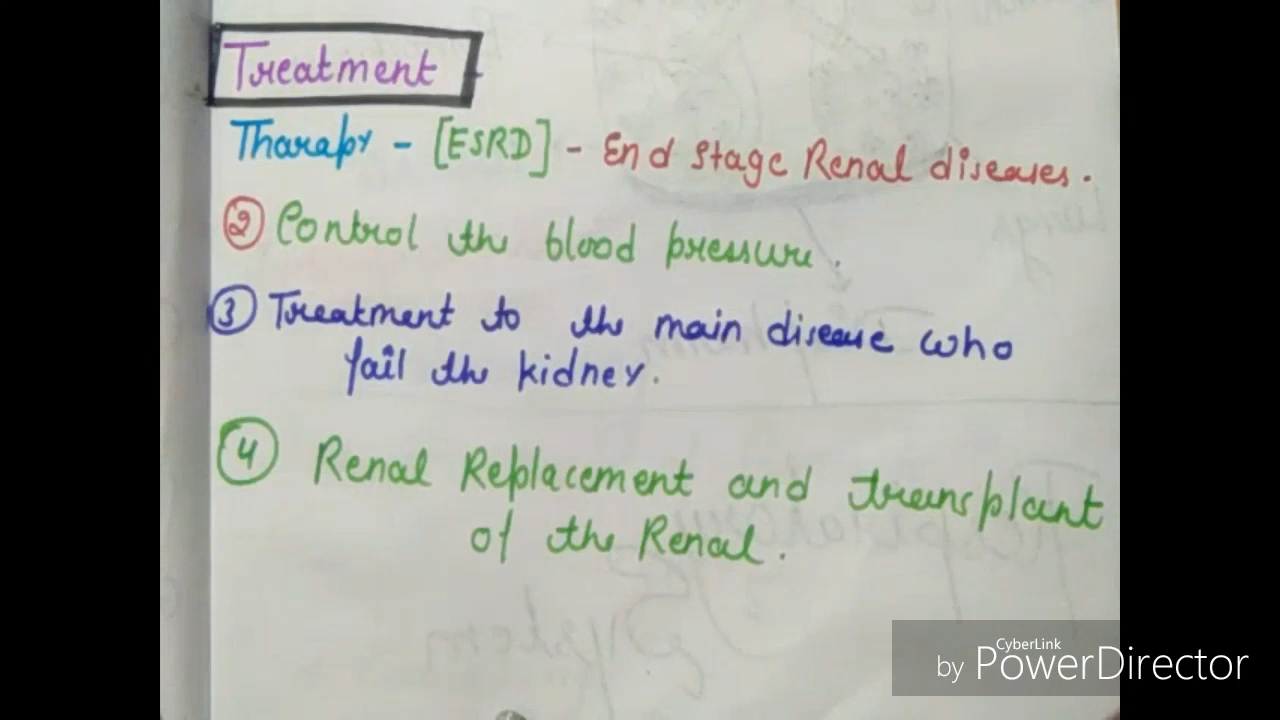 Treatment
Tharapy - [ESRD] - End Stage Renal diseases.
② Control the blood pressure.
③ Treatment to the main disease who
fail the kidney.
④ Renal Replacement and transplant
of the Renal.
CyberLink
by PowerDirector